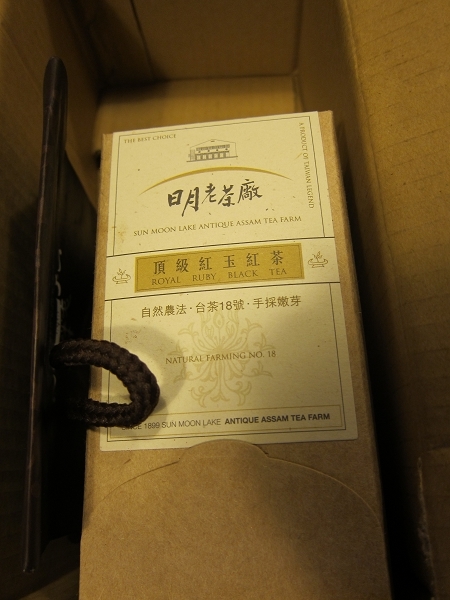 THE BEST CHOICE
A PRODUCT OF TAIWAN LEGEND
日月老茶廠
SUN MOON LAKE ANTIQUE ASSAM TEA FARM
頂級紅玉紅茶
ROYAL RUBY BLACK TEA
自然農法·台茶18號·手採嫩芽
NATURAL FARMING NO. 18
1899 SUN MOON LAKE ANTIQUE ASSAM TEA FARM